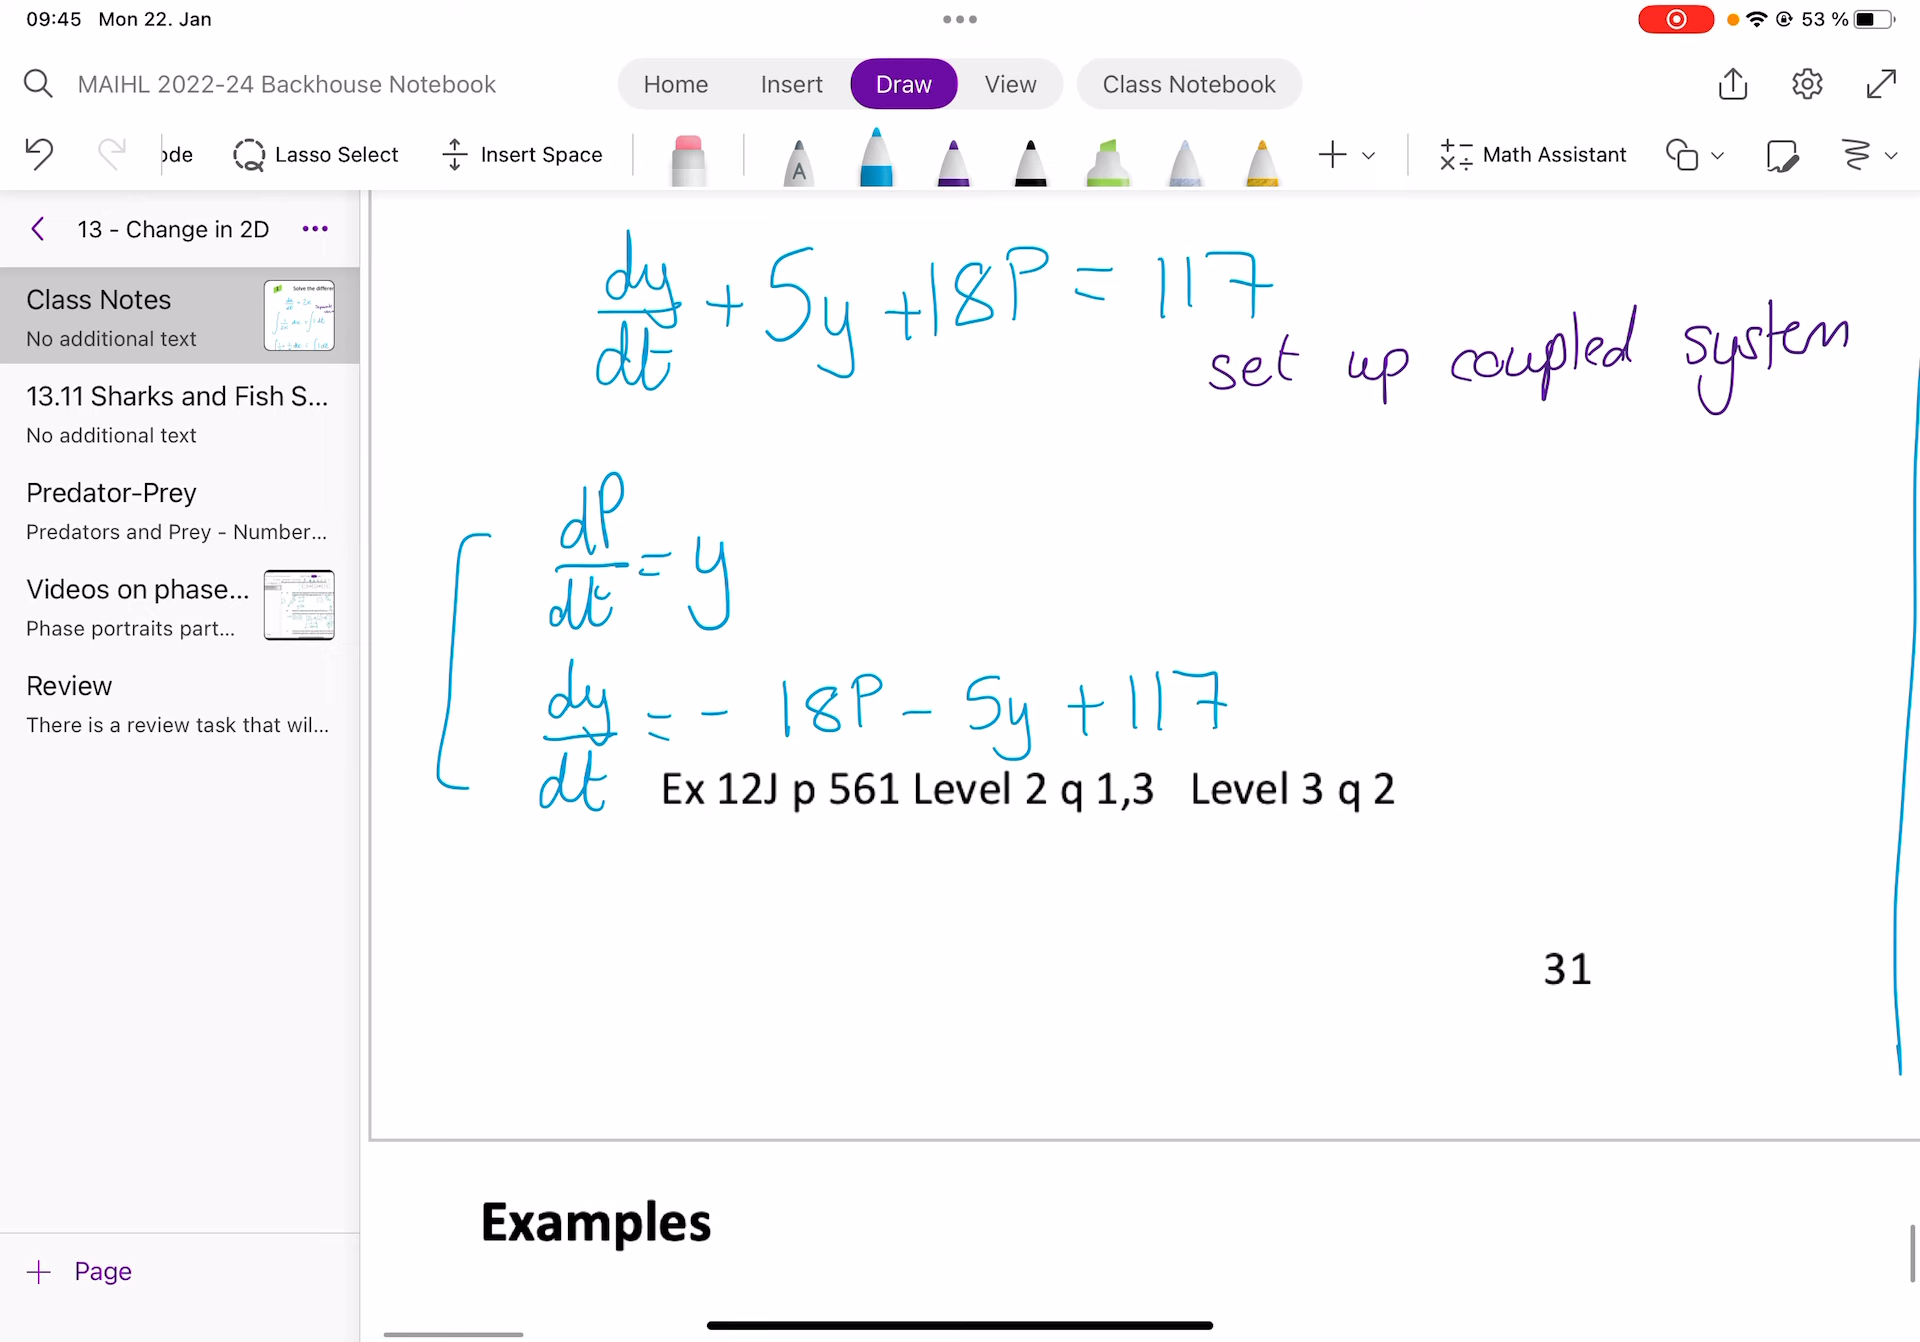 09:45 Mon 22. Jan
53 %
MAIHL 2022-24 Backhouse Notebook
Home Insert Draw View Class Notebook
ode Lasso Select Insert Space A Math Assistant
13 - Change in 2D
Class Notes
No additional text
13.11 Sharks and Fish S...
No additional text
Predator-Prey
Predators and Prey - Number...
Videos on phase...
Phase portraits part...
Review
There is a review task that wil...
+ Page
dy/dt + 5y + 18P = 117
set up coupled system
dP/dt = y
dy/dt = - 18P - 5y + 117
Ex 12J p 561 Level 2 q 1,3 Level 3 q 2
31
Examples